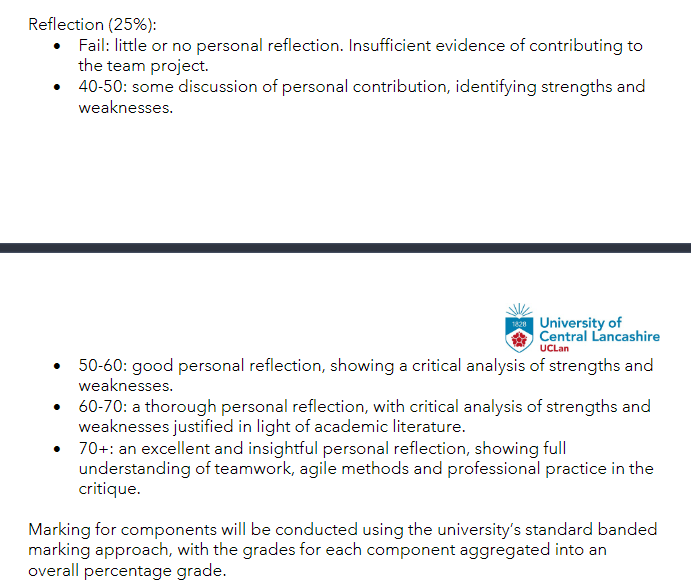 Reflection (25%):
• Fail: little or no personal reflection. Insufficient evidence of contributing to
the team project.
• 40-50: some discussion of personal contribution, identifying strengths and
weaknesses.
1828
University of
Central Lancashire
UCLan
• 50-60: good personal reflection, showing a critical analysis of strengths and
weaknesses.
• 60-70: a thorough personal reflection, with critical analysis of strengths and
weaknesses justified in light of academic literature.
• 70+: an excellent and insightful personal reflection, showing full
understanding of teamwork, agile methods and professional practice in the
critique.
Marking for components will be conducted using the university's standard banded
marking approach, with the grades for each component aggregated into an
overall percentage grade.